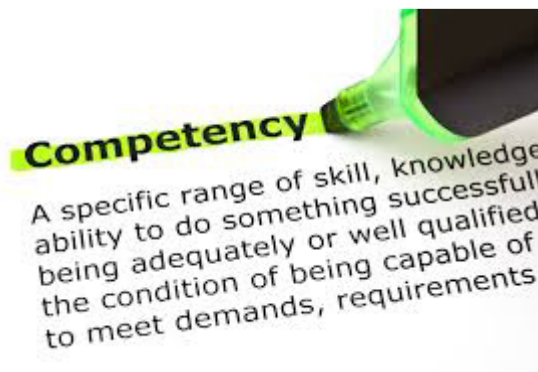 Competency
A specific range of skill, knowledge
ability to do something successfull
being adequately or well qualified
the condition of being capable of
to meet demands, requirements